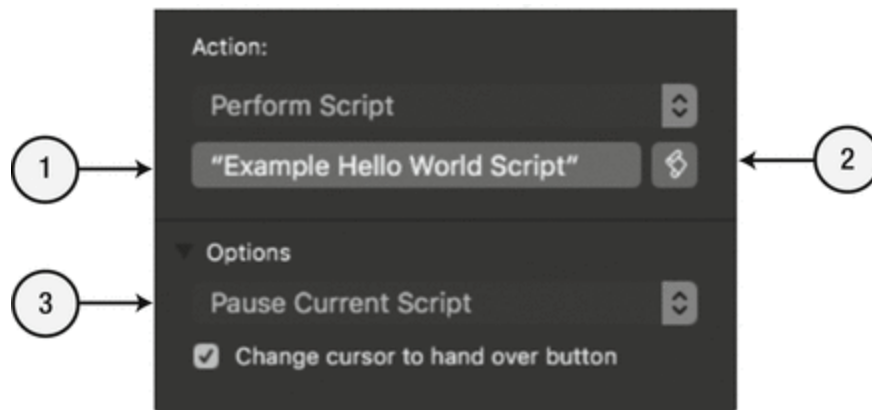 Action:
Perform Script
1
“Example Hello World Script”
2
Options
3
Pause Current Script
Change cursor to hand over button